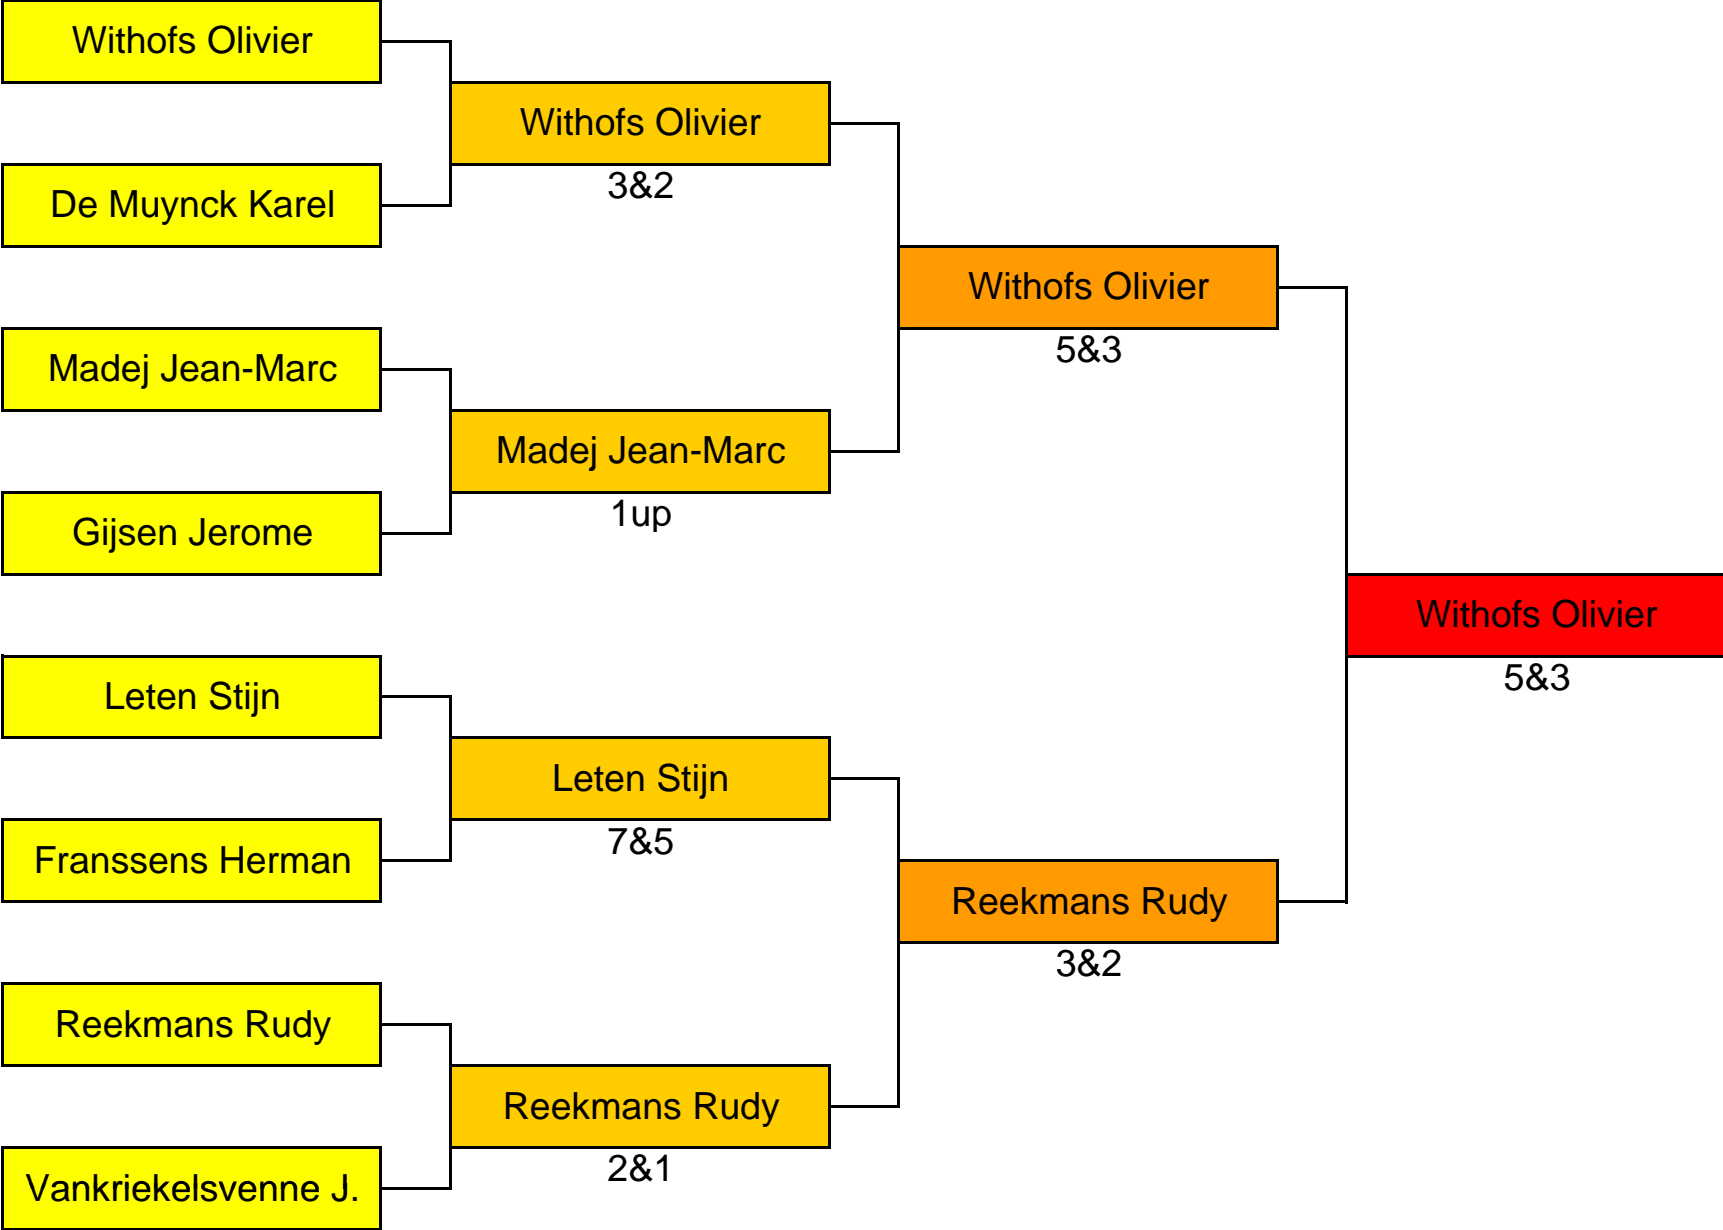 Withofs Olivier
De Muynck Karel
Madej Jean-Marc
Gijsen Jerome
Leten Stijn
Franssens Herman
Reekmans Rudy
Vankriekelsvenne J.
Withofs Olivier
3&2
Madej Jean-Marc
1up
Leten Stijn
7&5
Reekmans Rudy
2&1
Withofs Olivier
5&3
Reekmans Rudy
3&2
Withofs Olivier
5&3